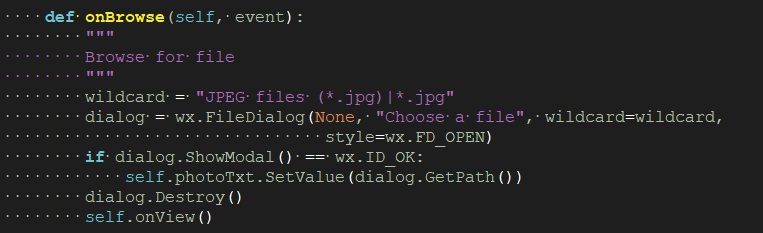 def onBrowse(self, event):
        """
        Browse for file
        """
        wildcard = "JPEG files (*.jpg)|*.jpg"
        dialog = wx.FileDialog(None, "Choose a file", wildcard=wildcard,
                                style=wx.FD_OPEN)
        if dialog.ShowModal() == wx.ID_OK:
            self.photoTxt.SetValue(dialog.GetPath())
        dialog.Destroy()
        self.onView()